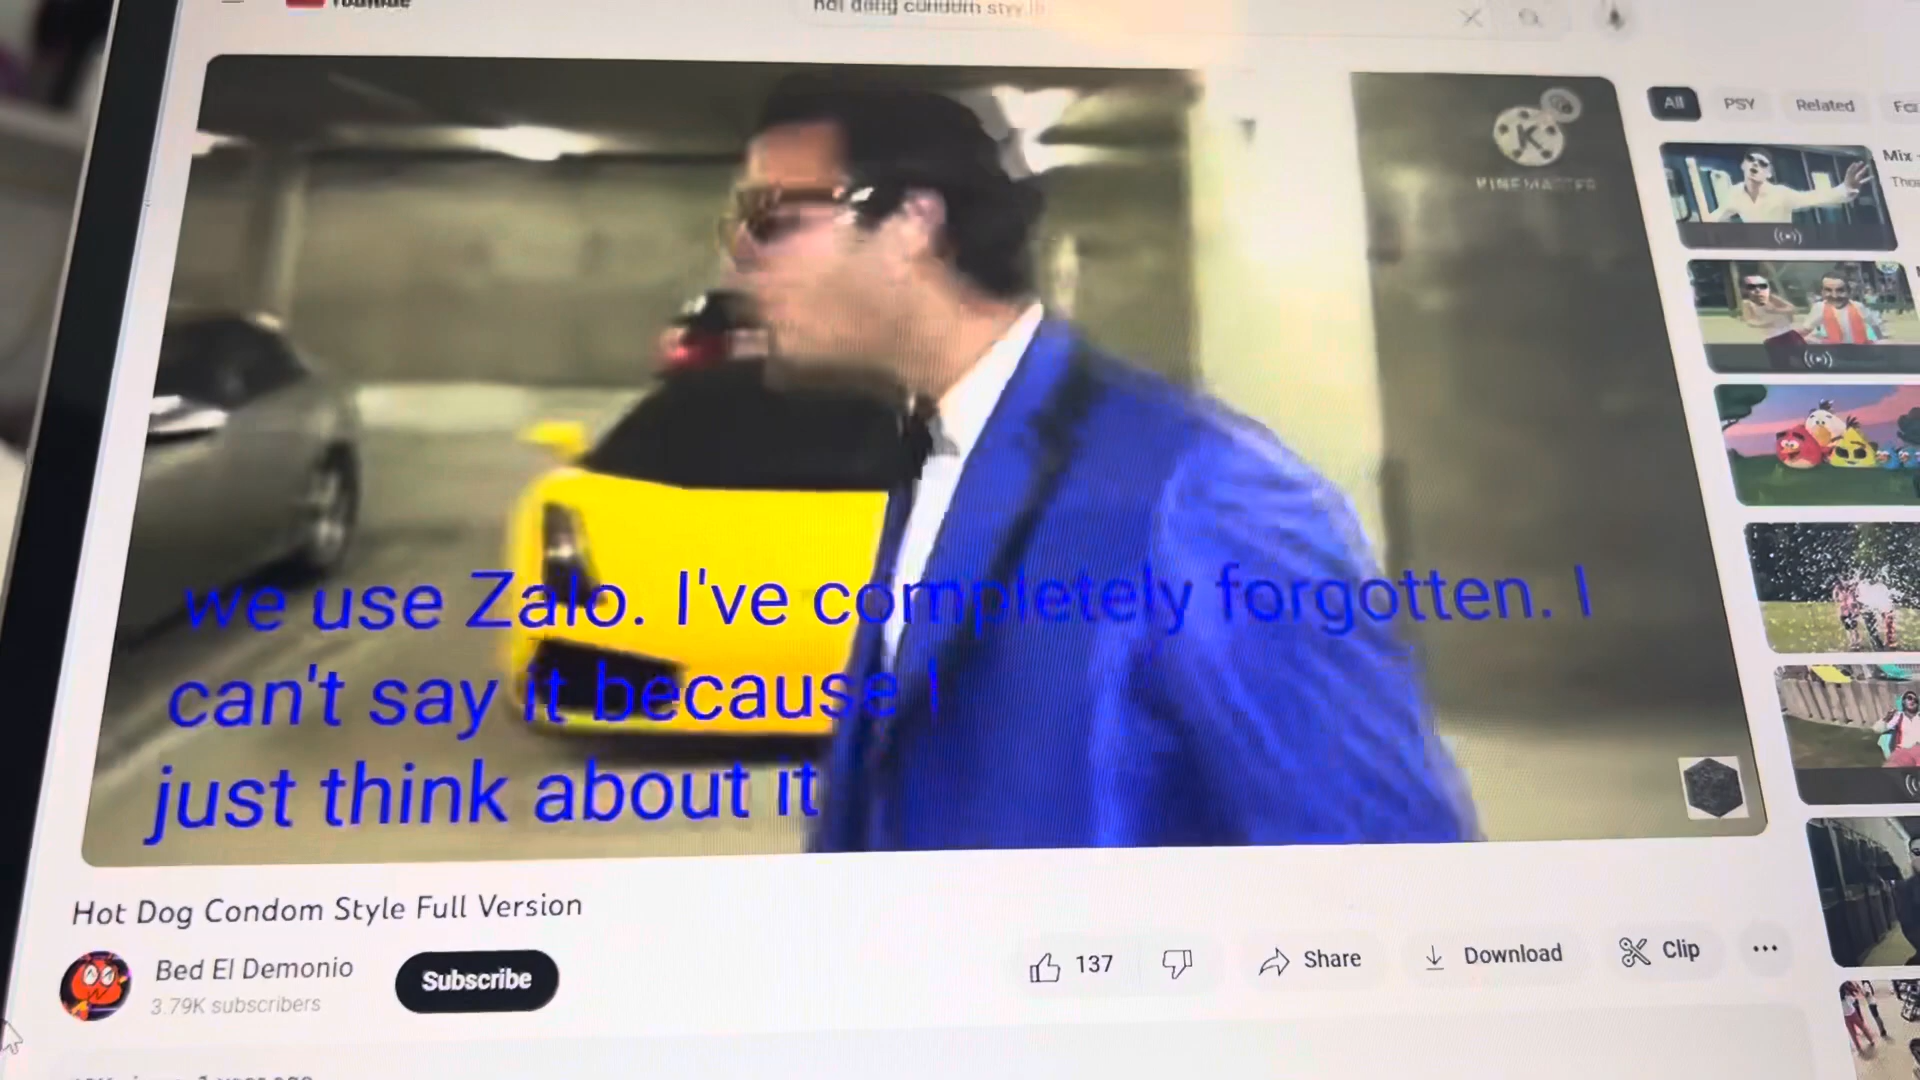 YouTube
hot dog condom style
All PSY Related
KINEMASTER
Mix
we use Zalo. I've completely forgotten. I
can't say it because I
just think about it
Hot Dog Condom Style Full Version
Bed El Demonio
3.79K subscribers
Subscribe
137
Share
Download
Clip